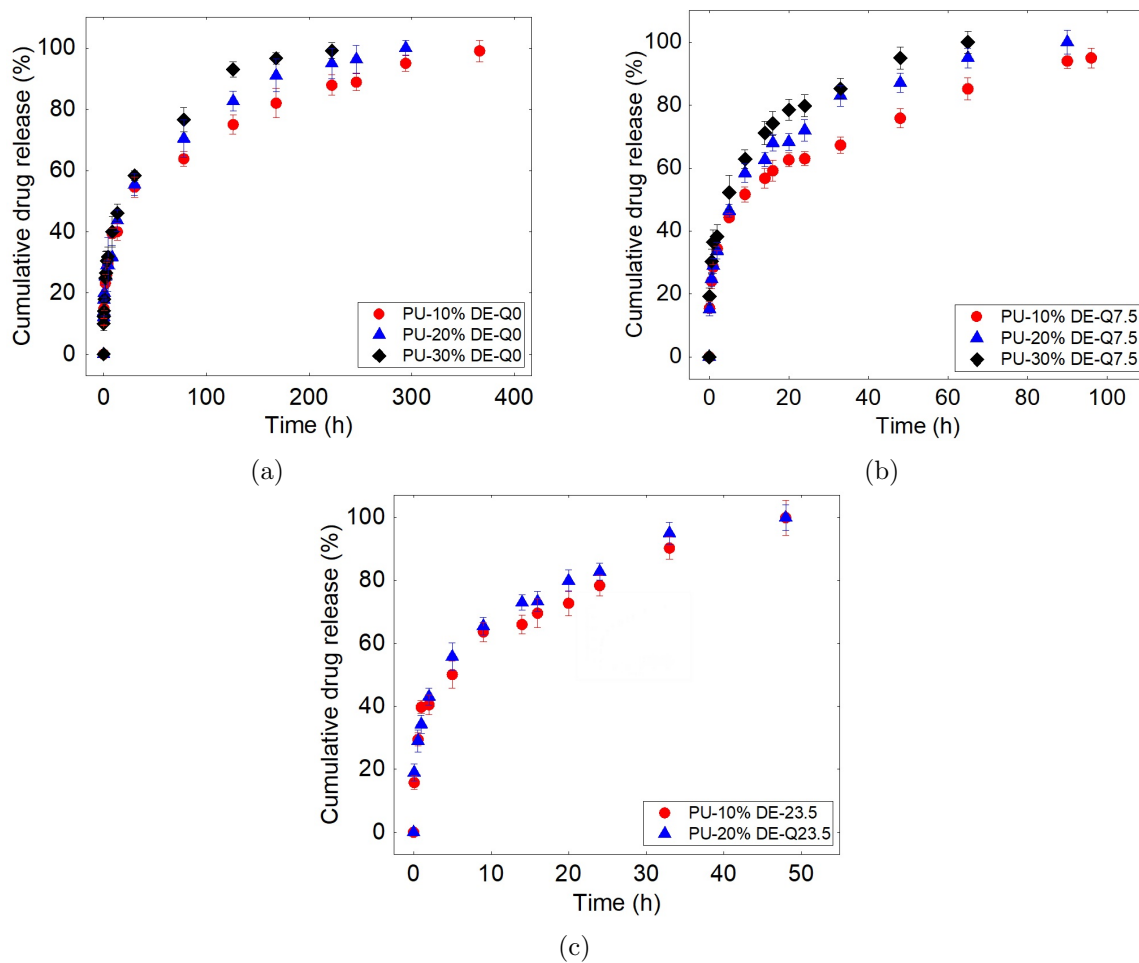 100
80
60
40
20
0
Cumulative drug release (%)
PU-10% DE-Q0
PU-20% DE-Q0
PU-30% DE-Q0
0 100 200 300 400
Time (h)
(a)
100
80
60
40
20
0
Cumulative drug release (%)
PU-10% DE-Q7.5
PU-20% DE-Q7.5
PU-30% DE-Q7.5
0 20 40 60 80 100
Time (h)
(b)
100
80
60
40
20
0
Cumulative drug release (%)
PU-10% DE-23.5
PU-20% DE-Q23.5
0 10 20 30 40 50
Time (h)
(c)